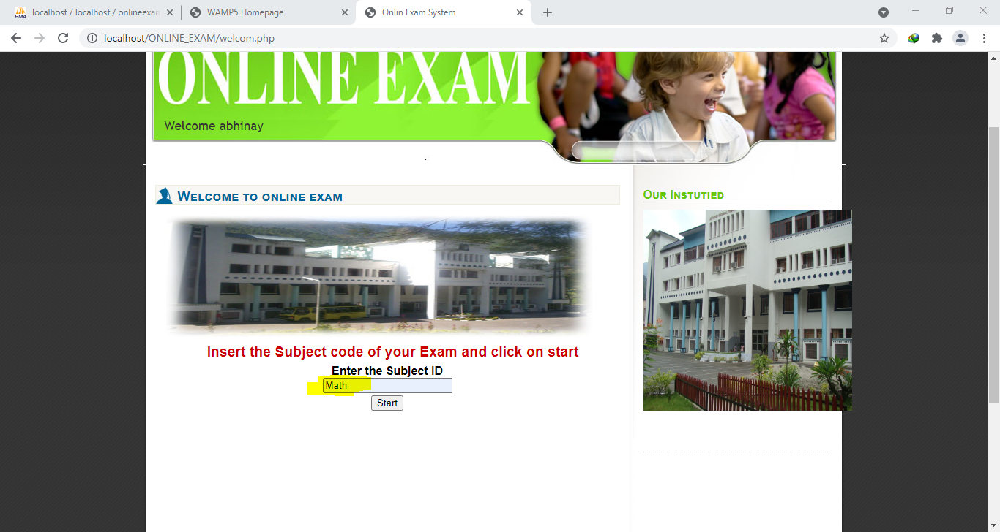 localhost / localhost / onlineexam
WAMP5 Homepage
Onlin Exam System
localhost/ONLINE_EXAM/welcom.php
ONLINE EXAM
Welcome abhinay
Welcome to online exam
Our Instutied
Insert the Subject code of your Exam and click on start
Enter the Subject ID
Math
Start